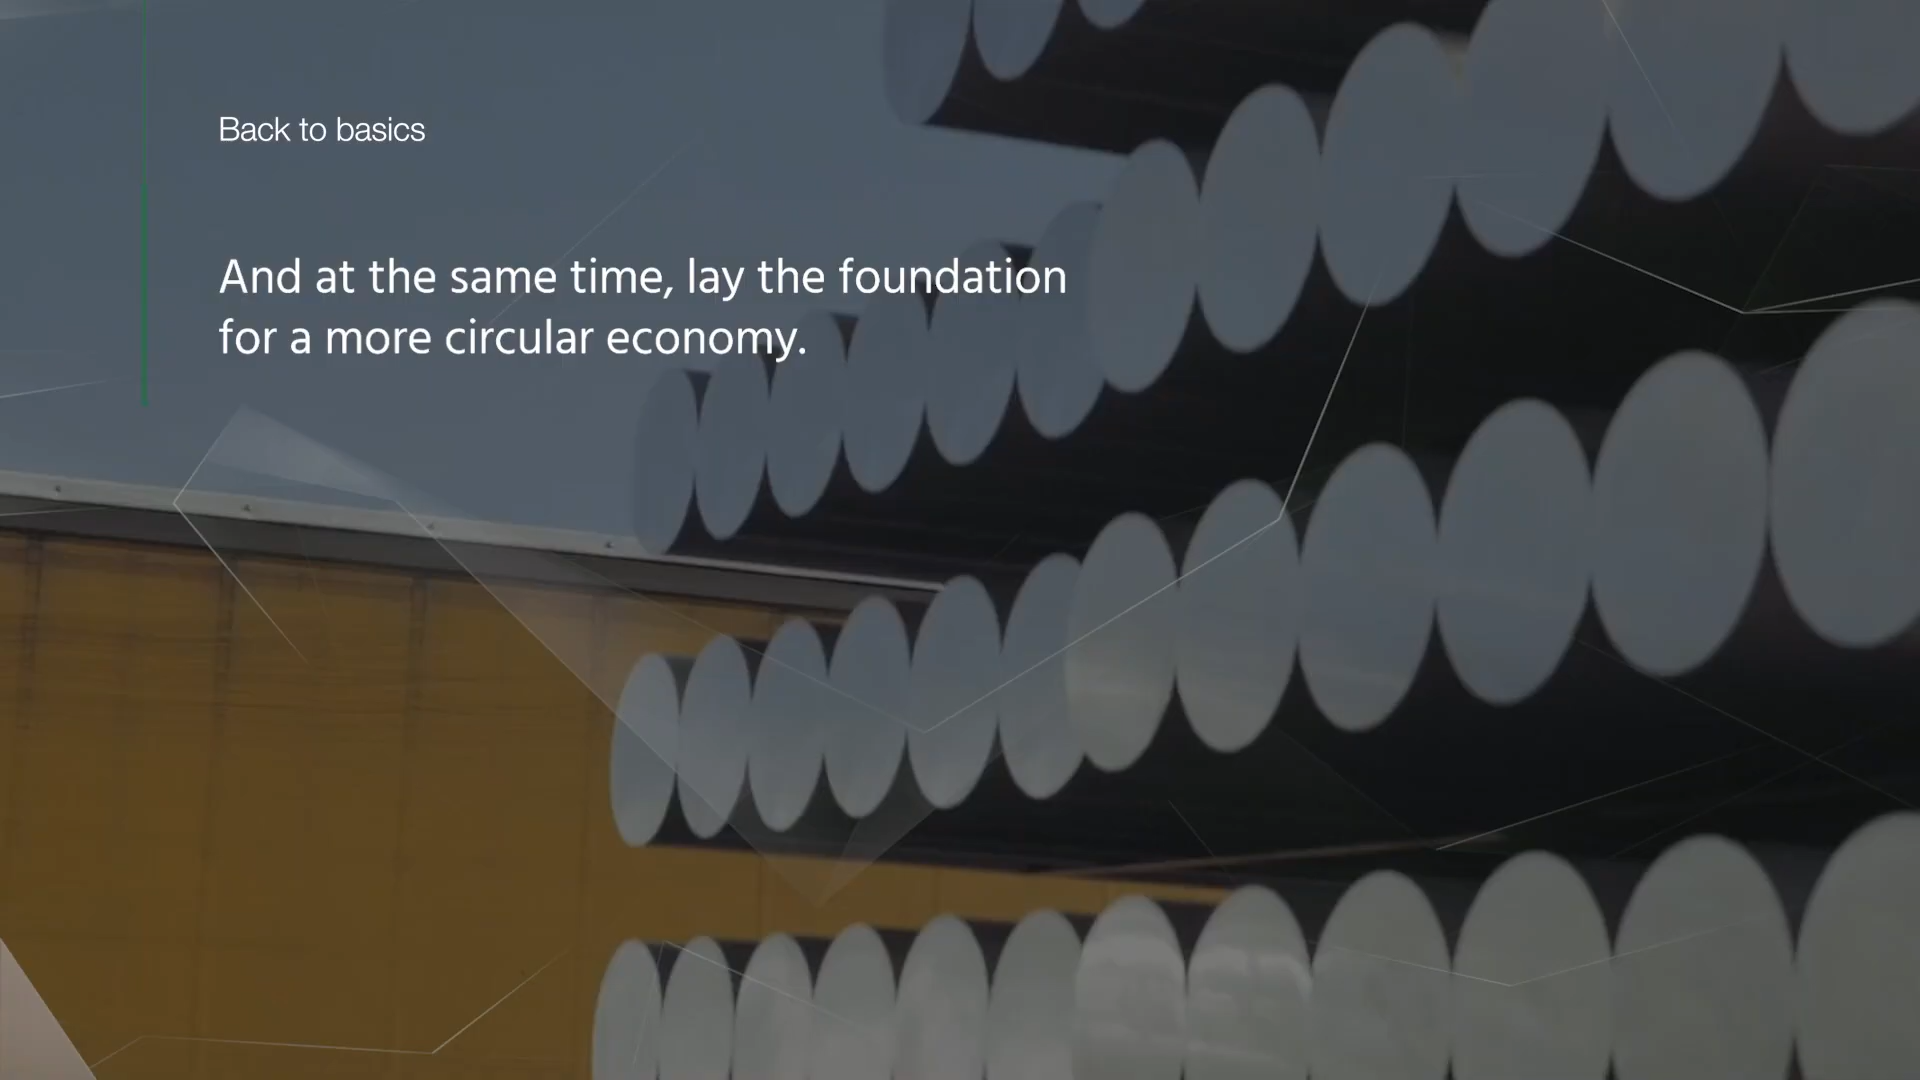 Back to basics
And at the same time, lay the foundation
for a more circular economy.